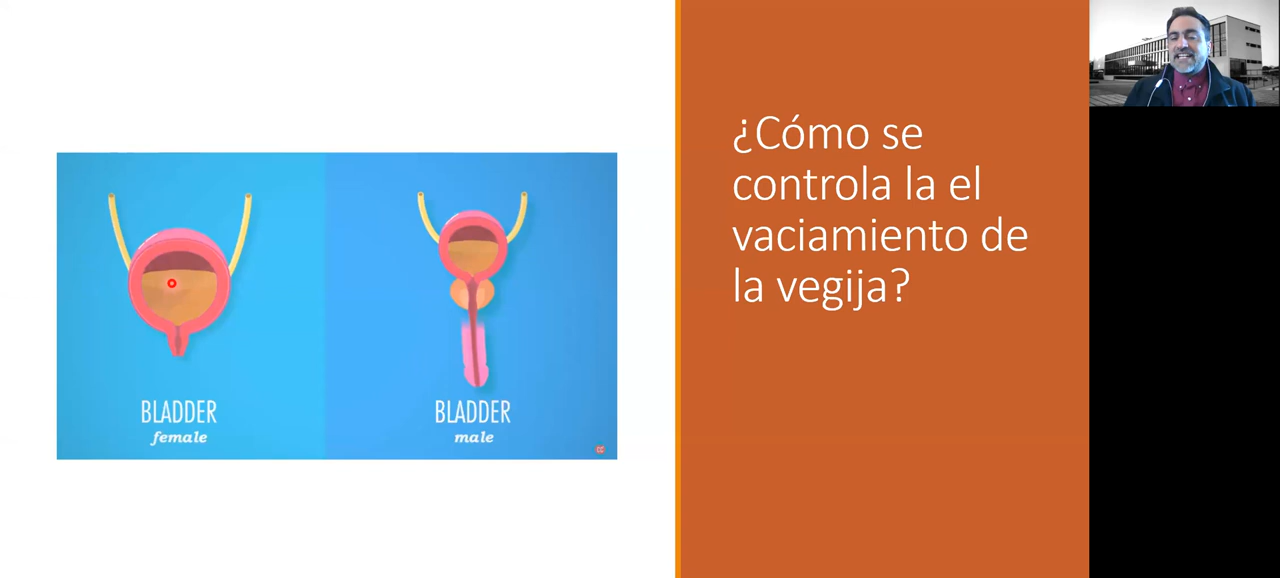 ¿Cómo se
controla la el
vaciamiento de
la vegija?
BLADDER
female
BLADDER
male